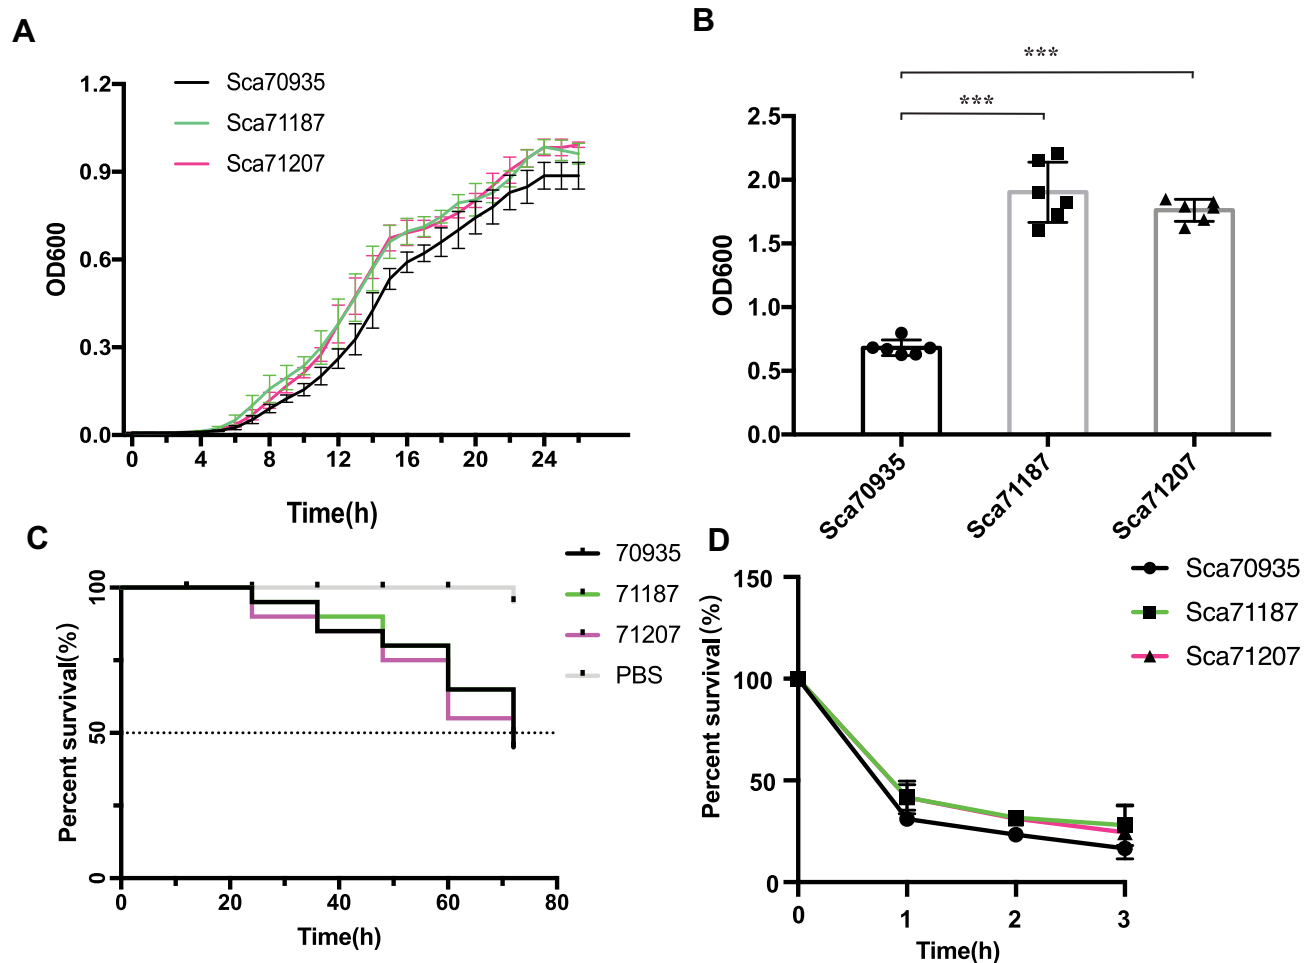 A
Sca70935
Sca71187
Sca71207
1.2
0.9
0.6
0.3
0.0
OD600
0 4 8 12 16 20 24
Time(h)
B
***
***
2.5
2.0
1.5
1.0
0.5
0.0
OD600
Sca70935
Sca71187
Sca71207
C
70935
71187
71207
PBS
100
50
0
Percent survival(%)
0 20 40 60 80
Time(h)
D
Sca70935
Sca71187
Sca71207
150
100
50
0
Percent survival(%)
0 1 2 3
Time(h)